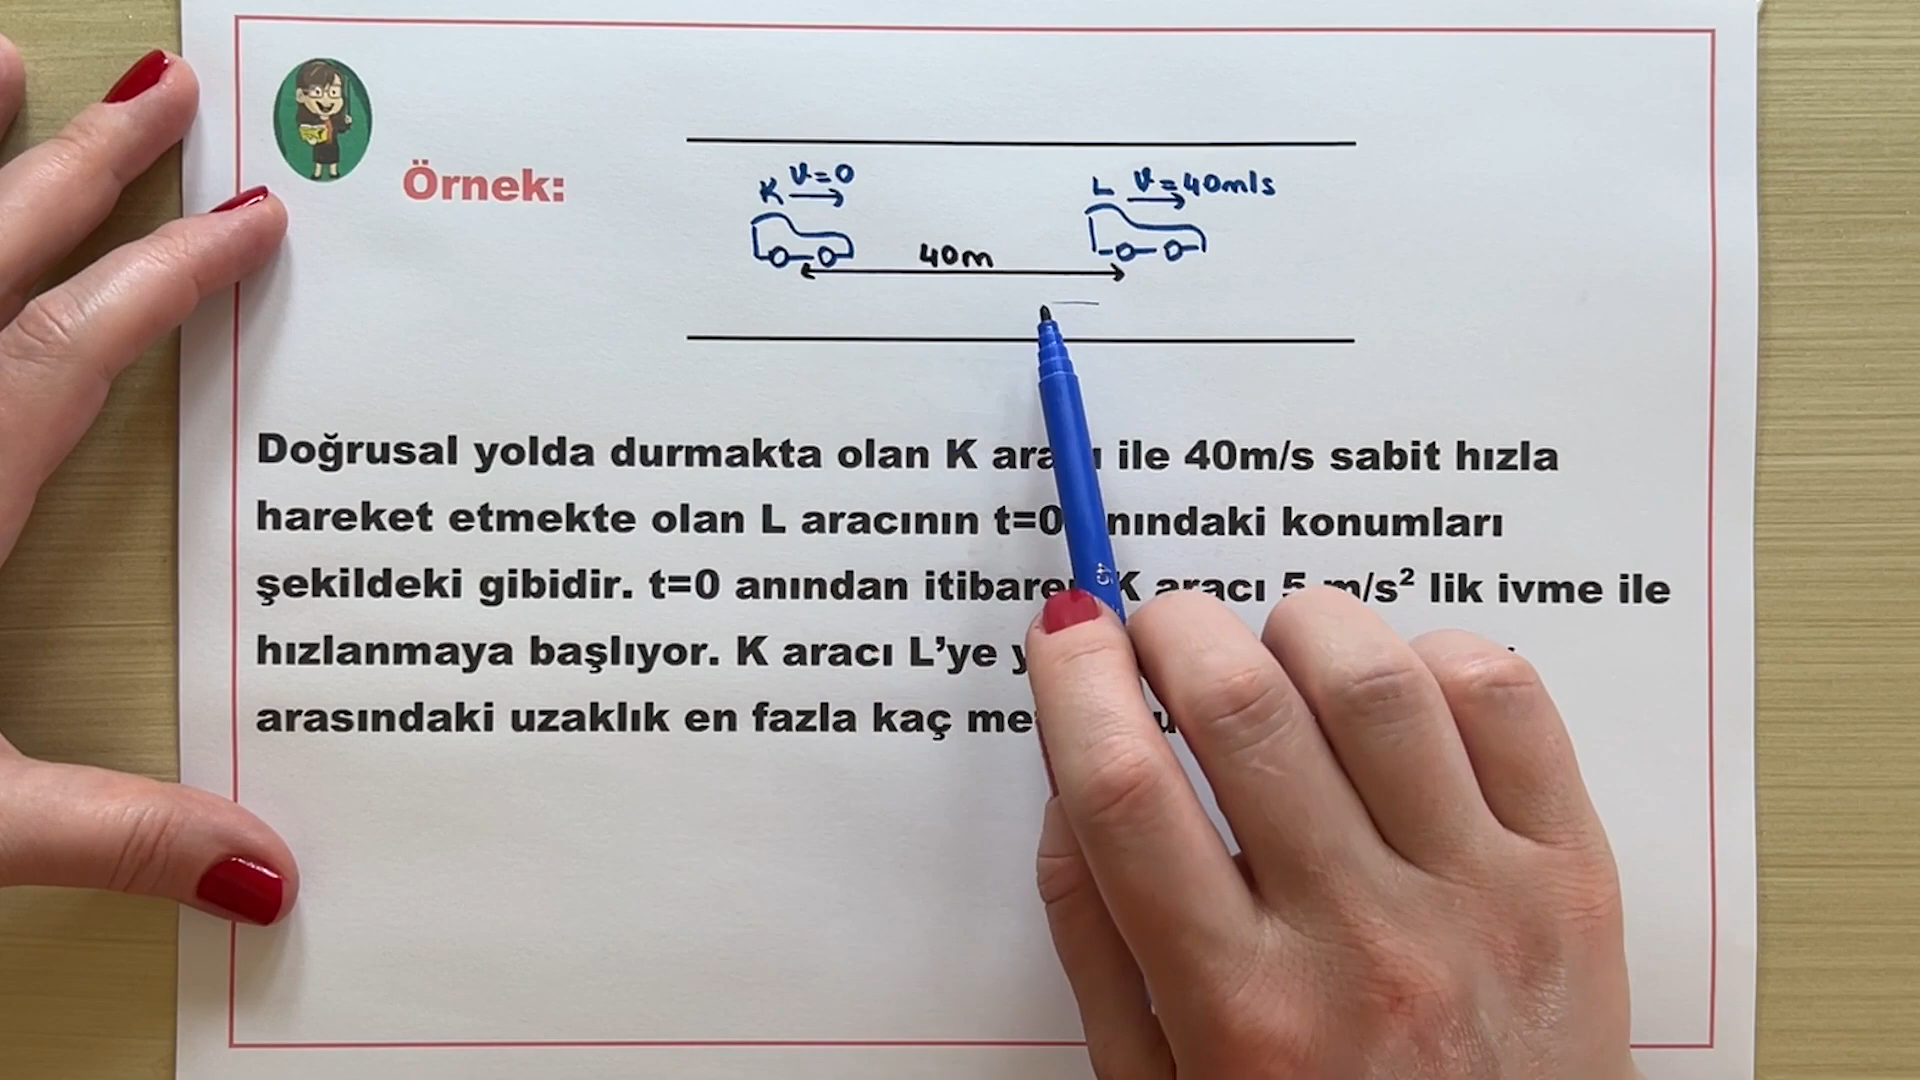 Örnek:
K v=0
L v=40m/s
40m
Doğrusal yolda durmakta olan K ile 40m/s sabit hızla
hareket etmekte olan L aracının t=0 anındaki konumları
şekildeki gibidir. t=0 anından itibaren K aracı 5 m/s² lik ivme ile
hızlanmaya başlıyor. K aracı L’ye
arasındaki uzaklık en fazla kaç